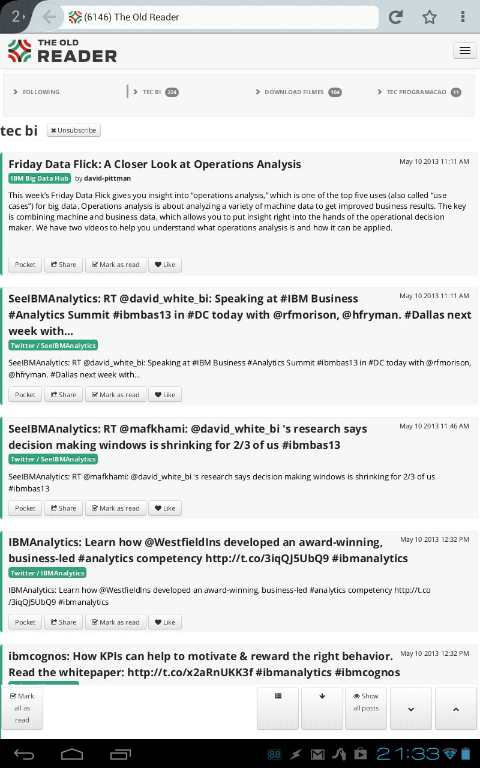 2
(6146) The Old Reader
THE OLD
READER
FOLLOWING
TEC BI 224
DOWNLOAD FILMES 104
TEC PROGRAMACAO 11
tec bi
Unsubscribe
Friday Data Flick: A Closer Look at Operations Analysis
May 10 2013 11:11 AM
IBM Big Data Hub by david-pittman
This week's Friday Data Flick gives you insight into "operations analysis," which is one of the top five uses (also called "use
cases") for big data. Operations analysis is about analyzing a variety of machine data to get improved business results. The key
is combining machine and business data, which allows you to put insight right into the hands of the operational decision
maker. We have two videos to help you understand what operations analysis is and how it can be applied.
Pocket Share Mark as read Like
SeeIBMAnalytics: RT @david_white_bi: Speaking at #IBM Business
May 10 2013 11:11 AM
#Analytics Summit #ibmbas13 in #DC today with @rfmorison, @hfryman. #Dallas next
week with...
Twitter / SeeIBMAnalytics
SeeIBMAnalytics: RT @david_white_bi: Speaking at #IBM Business #Analytics Summit #ibmbas13 in #DC today with @rfmorison,
@hfryman. #Dallas next week with...
Pocket Share Mark as read Like
SeeIBMAnalytics: RT @mafkhami: @david_white_bi 's research says
May 10 2013 11:46 AM
decision making windows is shrinking for 2/3 of us #ibmbas13
Twitter / SeeIBMAnalytics
SeeIBMAnalytics: RT @mafkhami: @david_white_bi 's research says decision making windows is shrinking for 2/3 of us
#ibmbas13
Pocket Share Mark as read Like
IBMAnalytics: Learn how @WestfieldIns developed an award-winning,
May 10 2013 12:32 PM
business-led #analytics competency http://t.co/3iqQJ5UbQ9 #ibmanalytics
Twitter / IBMAnalytics
IBMAnalytics: Learn how @WestfieldIns developed an award-winning, business-led #analytics competency http://t.co
/3iqQJ5UbQ9 #ibmanalytics
Pocket Share Mark as read Like
ibmcognos: How KPIs can help to motivate & reward the right behavior.
May 10 2013 12:32 PM
Read the whitepaper: http://t.co/x2aRnUKK3f #ibmanalytics #ibmcognos
Mark
all as
read
Show
all posts
21:33